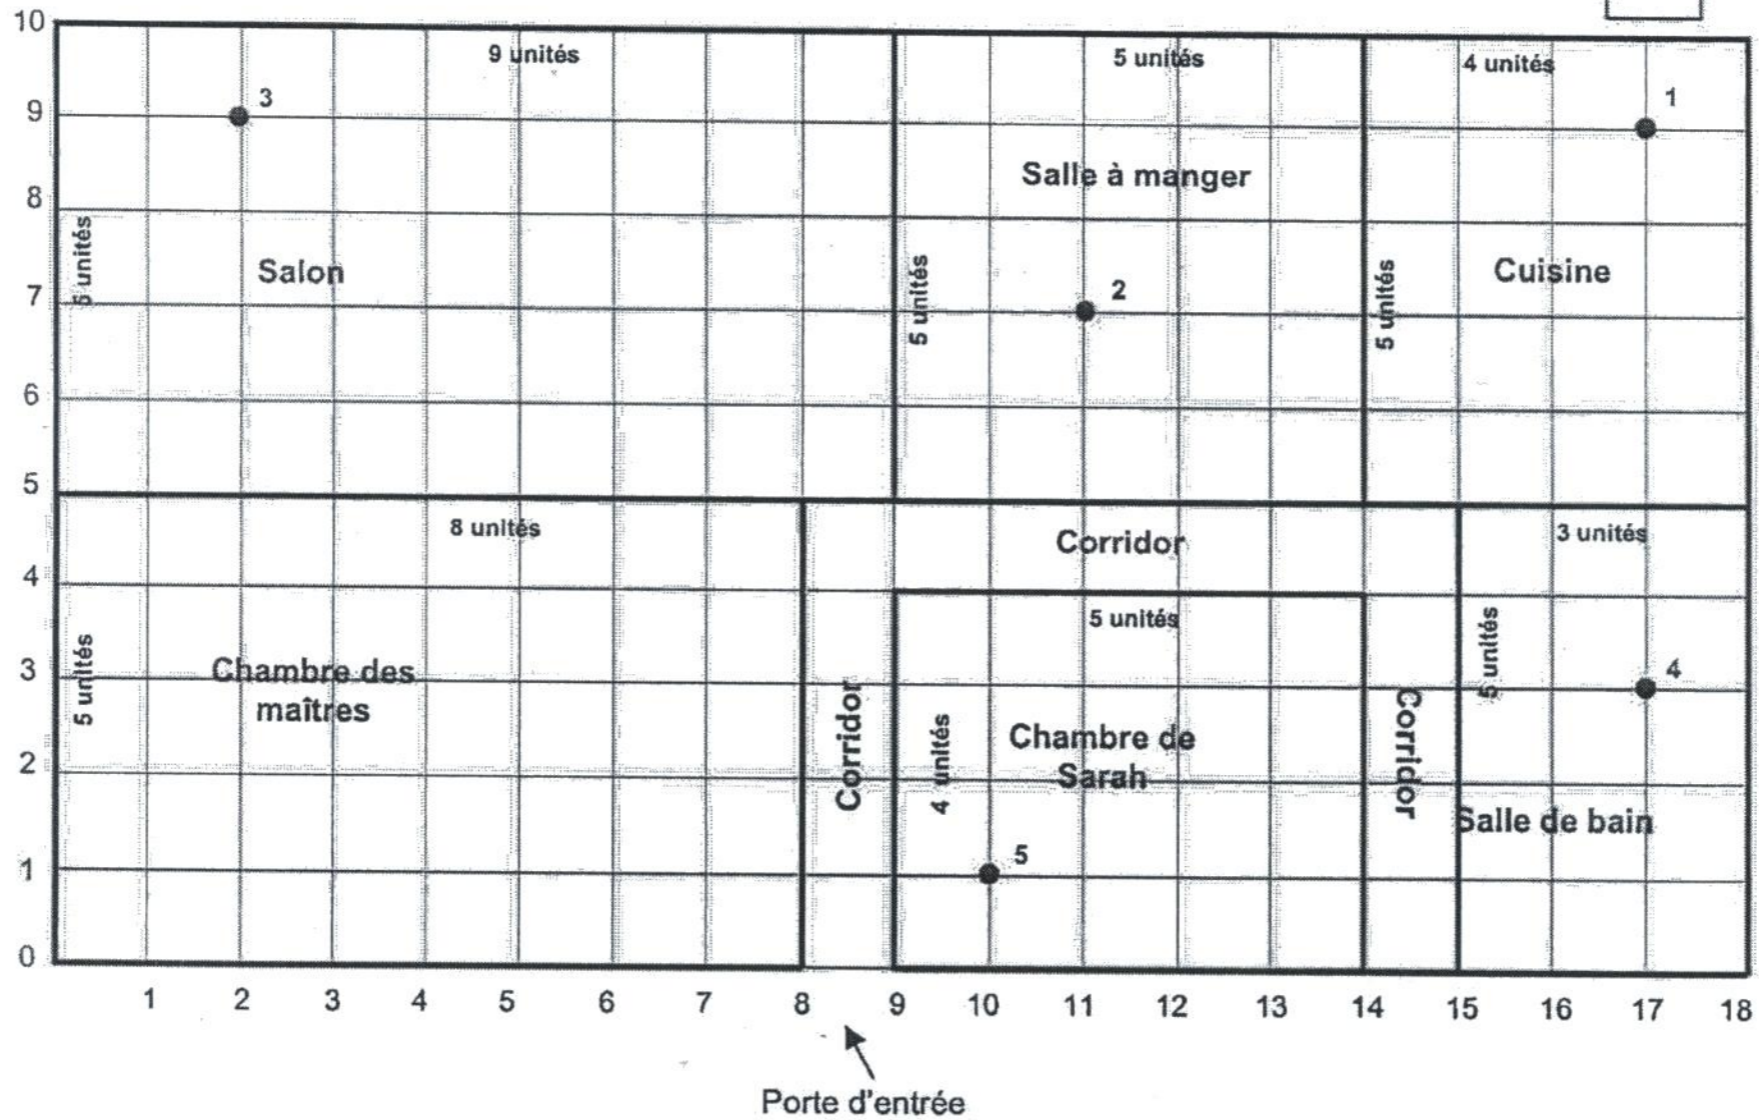 10
9 unités
5 unités
4 unités
9
3
1
8
Salle à manger
5 unités
Salon
5 unités
5 unités
Cuisine
7
2
6
5
8 unités
Corridor
3 unités
4
5 unités
5 unités
5 unités
3
Chambre des
maîtres
Corridor
4 unités
Chambre de
Sarah
Corridor
4
2
Salle de bain
1
5
0
1 2 3 4 5 6 7 8 9 10 11 12 13 14 15 16 17 18
Porte d'entrée